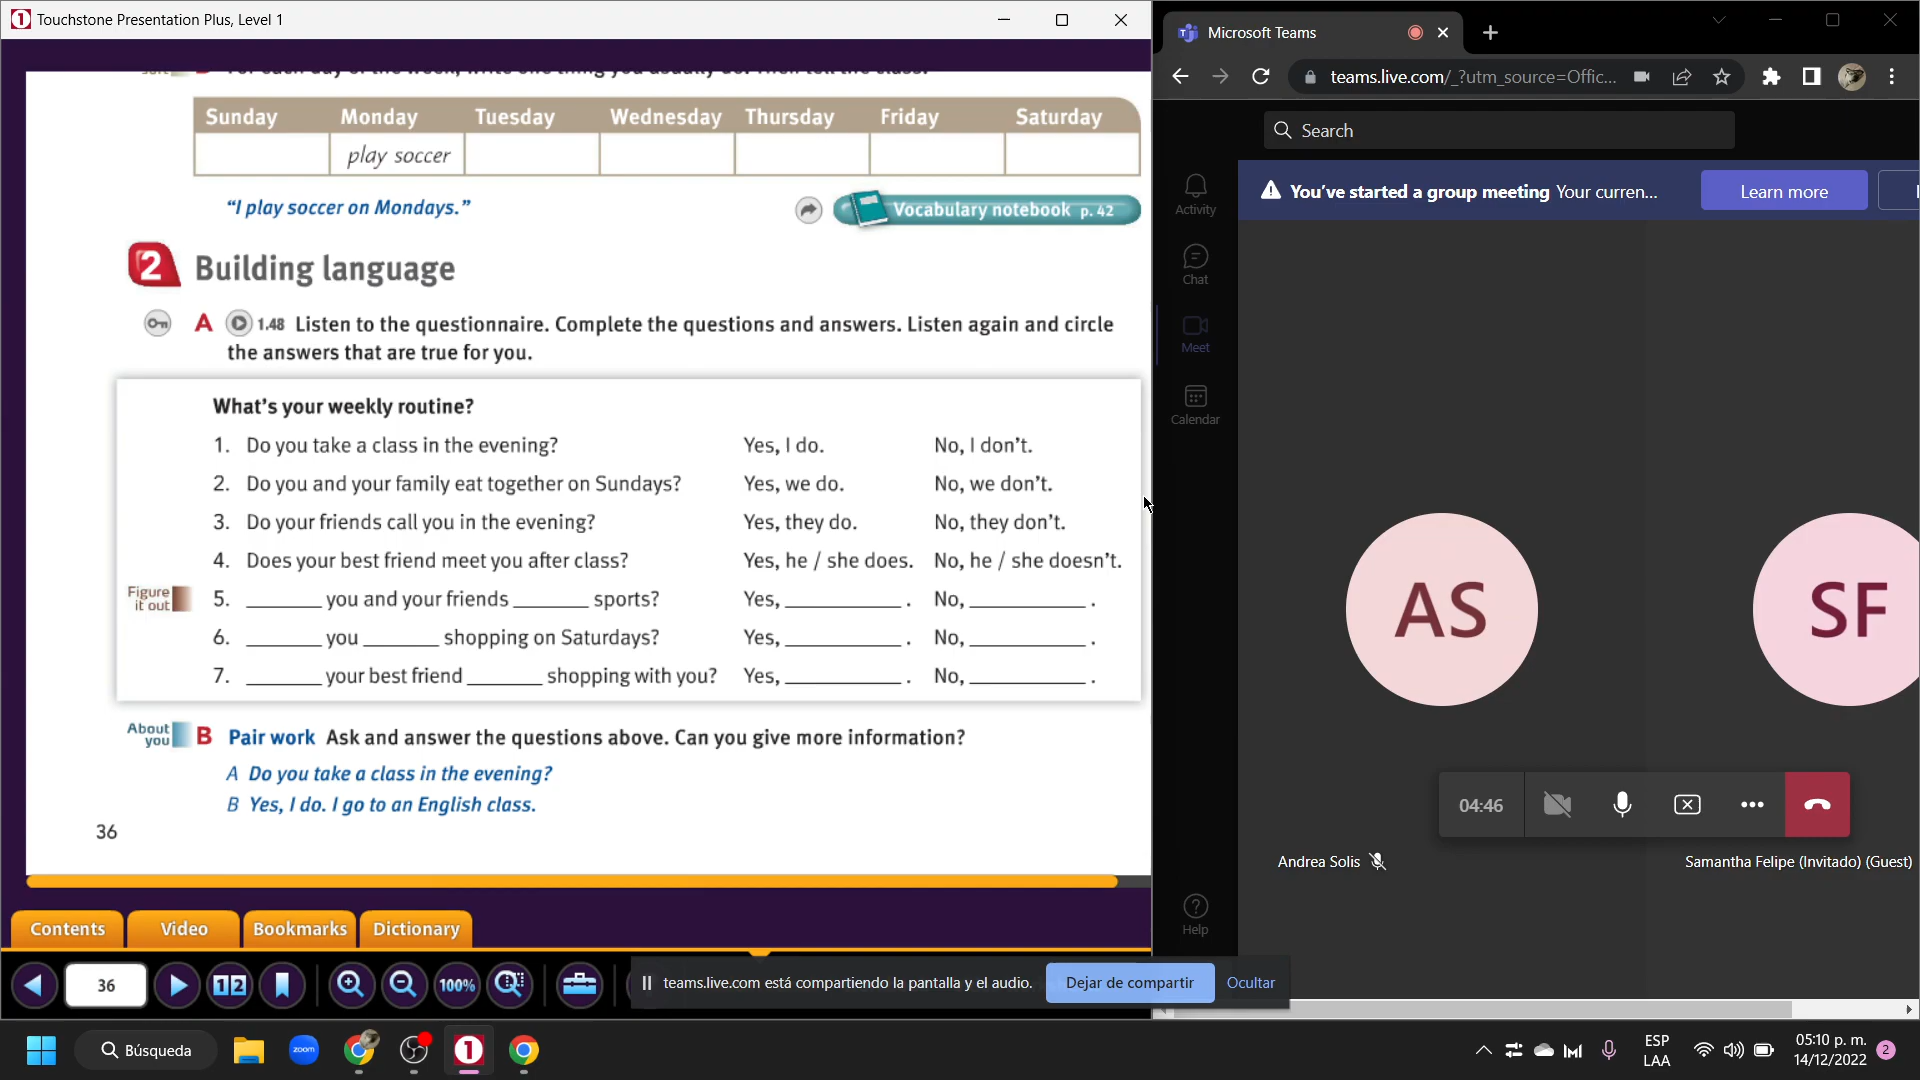 Touchstone Presentation Plus, Level 1
Sunday Monday Tuesday Wednesday Thursday Friday Saturday
play soccer
"I play soccer on Mondays."
Vocabulary notebook p. 42
2 Building language
A 1.48 Listen to the questionnaire. Complete the questions and answers. Listen again and circle
the answers that are true for you.
What's your weekly routine?
1. Do you take a class in the evening? Yes, I do. No, I don't.
2. Do you and your family eat together on Sundays? Yes, we do. No, we don't.
3. Do your friends call you in the evening? Yes, they do. No, they don't.
4. Does your best friend meet you after class? Yes, he / she does. No, he / she doesn't.
Figure
it out
5. _______ you and your friends _______ sports? Yes, ___________ . No, ___________ .
6. _______ you _______ shopping on Saturdays? Yes, ___________ . No, ___________ .
7. _______ your best friend _______ shopping with you? Yes, ___________ . No, ___________ .
About
you
B Pair work Ask and answer the questions above. Can you give more information?
A Do you take a class in the evening?
B Yes, I do. I go to an English class.
36
Contents Video Bookmarks Dictionary
36 12 100%
teams.live.com está compartiendo la pantalla y el audio. Dejar de compartir Ocultar
Microsoft Teams
teams.live.com/_?utm_source=Offic...
Search
Activity
Chat
Meet
Calendar
Help
You've started a group meeting Your curren... Learn more
AS SF
04:46
Andrea Solis Samantha Felipe (Invitado) (Guest)
Búsqueda
zoom
ESP
LAA
05:10 p. m.
14/12/2022
2